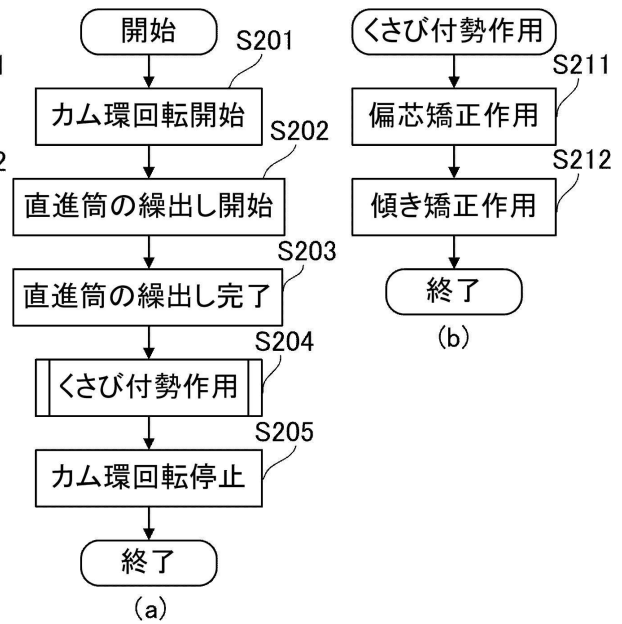 開始
S201
カム環回転開始
S202
直進筒の繰出し開始
S203
直進筒の繰出し完了
S204
くさび付勢作用
S205
カム環回転停止
終了
(a)
くさび付勢作用
S211
偏芯矯正作用
S212
傾き矯正作用
終了
(b)